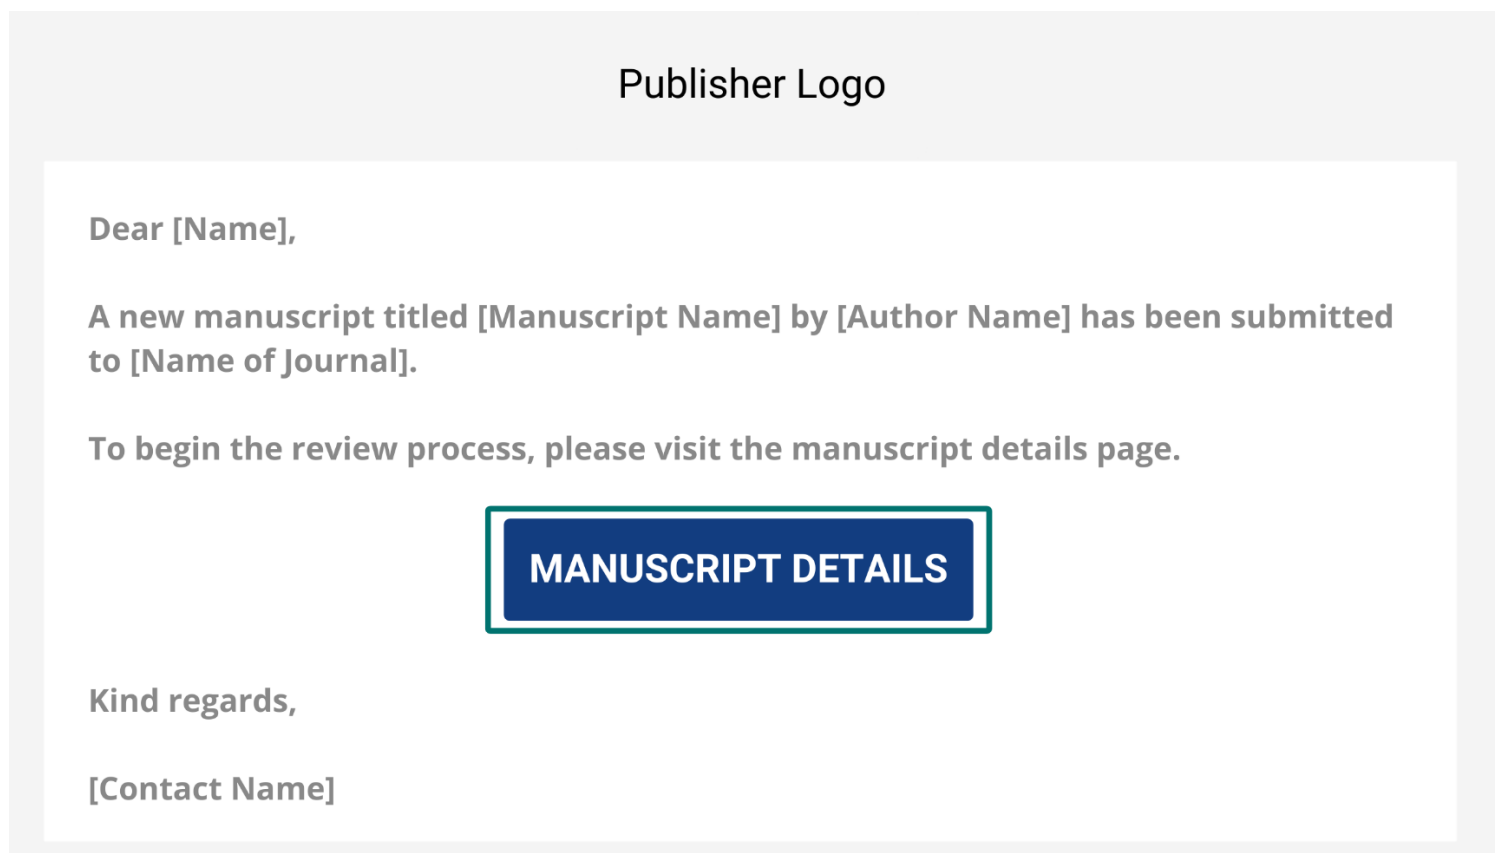 Publisher Logo
Dear [Name],
A new manuscript titled [Manuscript Name] by [Author Name] has been submitted
to [Name of Journal].
To begin the review process, please visit the manuscript details page.
MANUSCRIPT DETAILS
Kind regards,
[Contact Name]